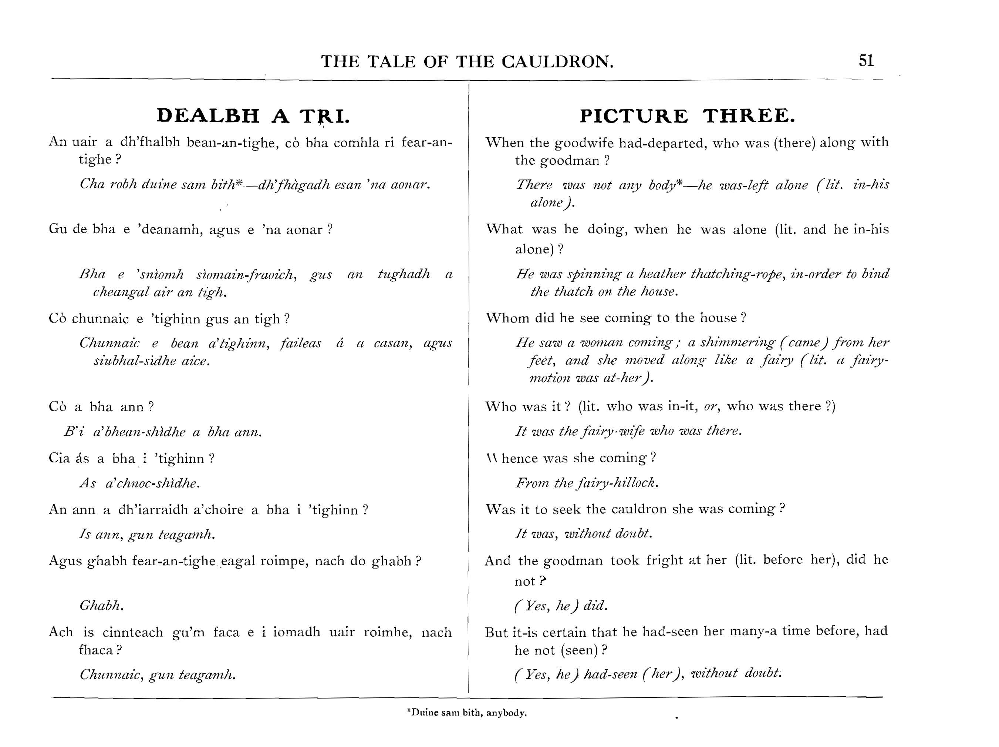 THE TALE OF THE CAULDRON. 51
DEALBH A TRI.
An uair a dh'fhalbh bean-an-tighe, cò bha comhla ri fear-an-
tighe ?
Cha robh duine sam bith*—dh'fhàgadh esan 'na aonar.
Gu de bha e 'deanamh, agus e 'na aonar ?
Bha e 'snìomh sìomain-fraoich, gus an tughadh a
cheangal air an tigh.
Cò chunnaic e 'tighinn gus an tigh ?
Chunnaic e bean a'tighinn, faileas á a casan, agus
siubhal-sìdhe aice.
Cò a bha ann ?
B'i a'bhean-shìdhe a bha ann.
Cia ás a bha i 'tighinn ?
As a'chnoc-shìdhe.
An ann a dh'iarraidh a'choire a bha i 'tighinn ?
Is ann, gun teagamh.
Agus ghabh fear-an-tighe eagal roimpe, nach do ghabh ?
Ghabh.
Ach is cinnteach gu'm faca e i iomadh uair roimhe, nach
fhaca ?
Chunnaic, gun teagamh.
PICTURE THREE.
When the goodwife had-departed, who was (there) along with
the goodman ?
There was not any body*—he was-left alone (lit. in-his
alone).
What was he doing, when he was alone (lit. and he in-his
alone) ?
He was spinning a heather thatching-rope, in-order to bind
the thatch on the house.
Whom did he see coming to the house ?
He saw a woman coming ; a shimmering (came) from her
feet, and she moved along like a fairy (lit. a fairy-
motion was at-her).
Who was it ? (lit. who was in-it, or, who was there ?)
It was the fairy-wife who was there.
Whence was she coming ?
From the fairy-hillock.
Was it to seek the cauldron she was coming ?
It was, without doubt.
And the goodman took fright at her (lit. before her), did he
not ?
(Yes, he) did.
But it-is certain that he had-seen her many-a time before, had
he not (seen) ?
(Yes, he) had-seen (her), without doubt.
*Duine sam bith, anybody.